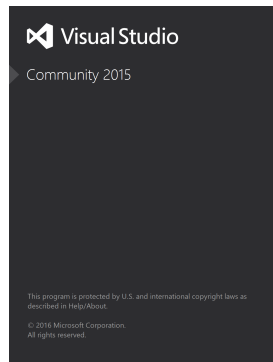 Visual Studio
Community 2015
This program is protected by U.S. and international copyright laws as
described in Help/About.
© 2016 Microsoft Corporation.
All rights reserved.